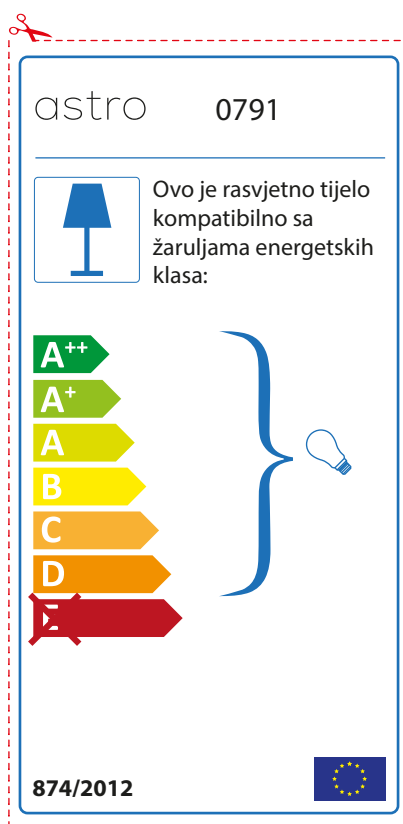 astro 0791
Ovo je rasvjetno tijelo
kompatibilno sa
žaruljama energetskih
klasa:
A++
A+
A
B
C
D
E
874/2012